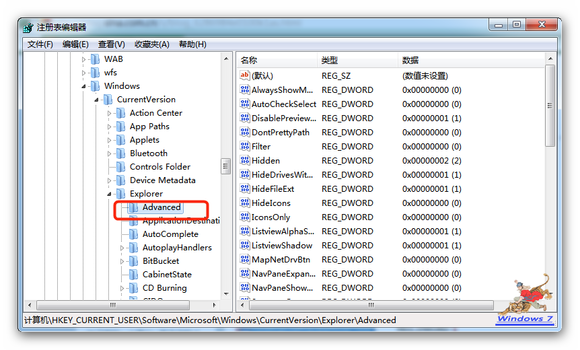 注册表编辑器
文件(F) 编辑(E) 查看(V) 收藏夹(A) 帮助(H)
WAB
wfs
Windows
CurrentVersion
Action Center
App Paths
Applets
Bluetooth
Controls Folder
Device Metadata
Explorer
Advanced
ApplicationDestinati
AutoComplete
AutoplayHandlers
BitBucket
CabinetState
CD Burning
名称 类型 数据
(默认) REG_SZ (数值未设置)
AlwaysShowM... REG_DWORD 0x00000000 (0)
AutoCheckSelect REG_DWORD 0x00000000 (0)
DisablePreview... REG_DWORD 0x00000001 (1)
DontPrettyPath REG_DWORD 0x00000000 (0)
Filter REG_DWORD 0x00000000 (0)
Hidden REG_DWORD 0x00000002 (2)
HideDrivesWit... REG_DWORD 0x00000001 (1)
HideFileExt REG_DWORD 0x00000001 (1)
HideIcons REG_DWORD 0x00000000 (0)
IconsOnly REG_DWORD 0x00000000 (0)
ListviewAlphaS... REG_DWORD 0x00000001 (1)
ListviewShadow REG_DWORD 0x00000001 (1)
MapNetDrvBtn REG_DWORD 0x00000000 (0)
NavPaneExpan... REG_DWORD 0x00000000 (0)
NavPaneShow... REG_DWORD 0x00000000 (0)
Windows 7
计算机\HKEY_CURRENT_USER\Software\Microsoft\Windows\CurrentVersion\Explorer\Advanced